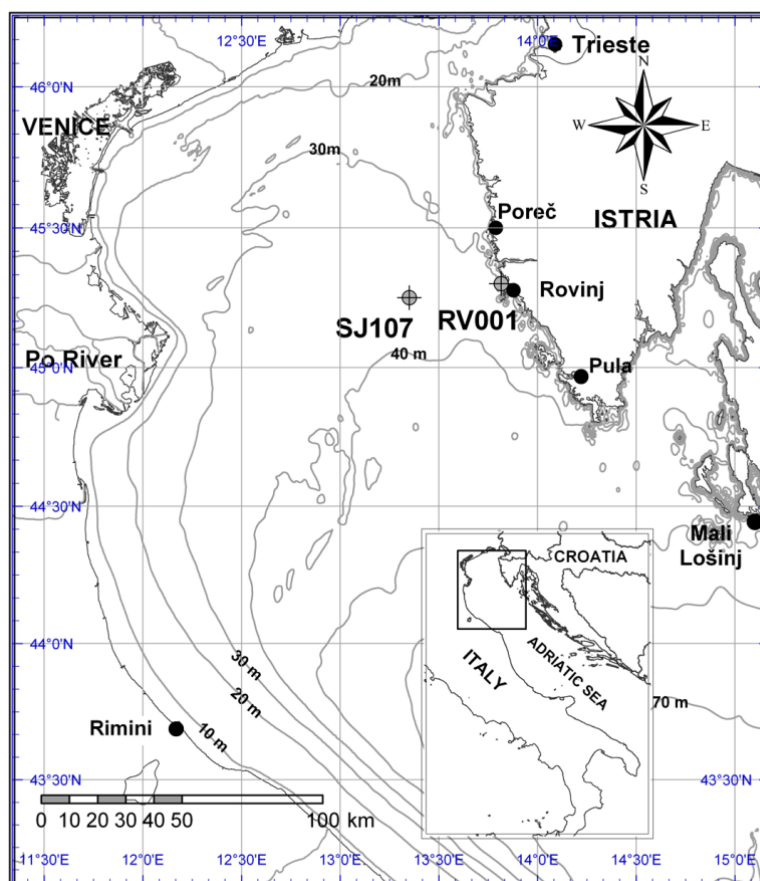 12°30'E
14°0'E
Trieste
46°0'N
20m
N
VENICE
W
E
30m
S
Poreč
ISTRIA
45°30'N
Rovinj
SJ107
RV001
40 m
Po River
45°0'N
Pula
44°30'N
Mali
Lošinj
CROATIA
44°0'N
ADRIATIC SEA
ITALY
30 m
20 m
10 m
70 m
Rimini
43°30'N
43°30'N
0 10 20 30 40 50 100 km
11°30'E 12°0'E 12°30'E 13°0'E 13°30'E 14°0'E 14°30'E 15°0'